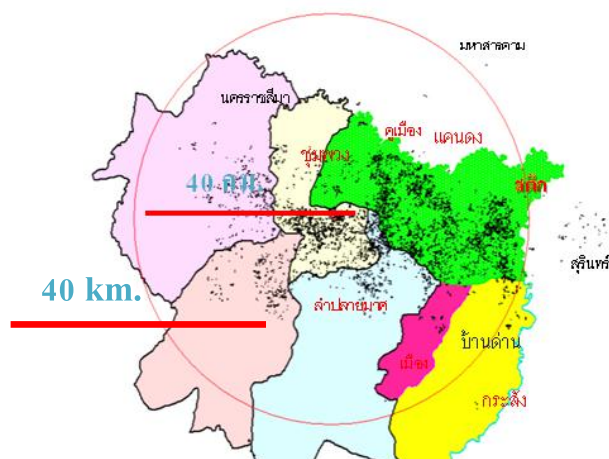 มหาสารคาม
นครราชสีมา
คูเมือง
แคนดง
ชุมพวง
สตึก
40 กม.
สุรินทร์
40 km.
ลำปลายมาศ
บ้านด่าน
เมือง
กระสัง